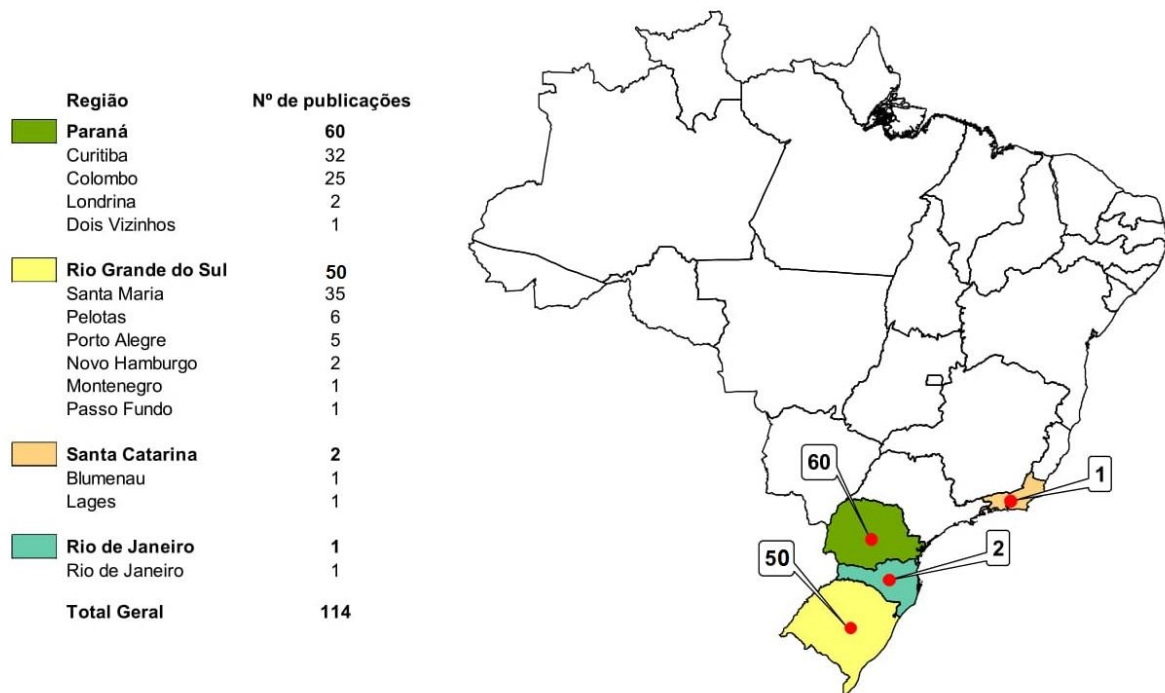 Região Nº de publicações
Paraná 60
Curitiba 32
Colombo 25
Londrina 2
Dois Vizinhos 1
Rio Grande do Sul 50
Santa Maria 35
Pelotas 6
Porto Alegre 5
Novo Hamburgo 2
Montenegro 1
Passo Fundo 1
Santa Catarina 2
Blumenau 1
Lages 1
Rio de Janeiro 1
Rio de Janeiro 1
Total Geral 114
60
1
50
2